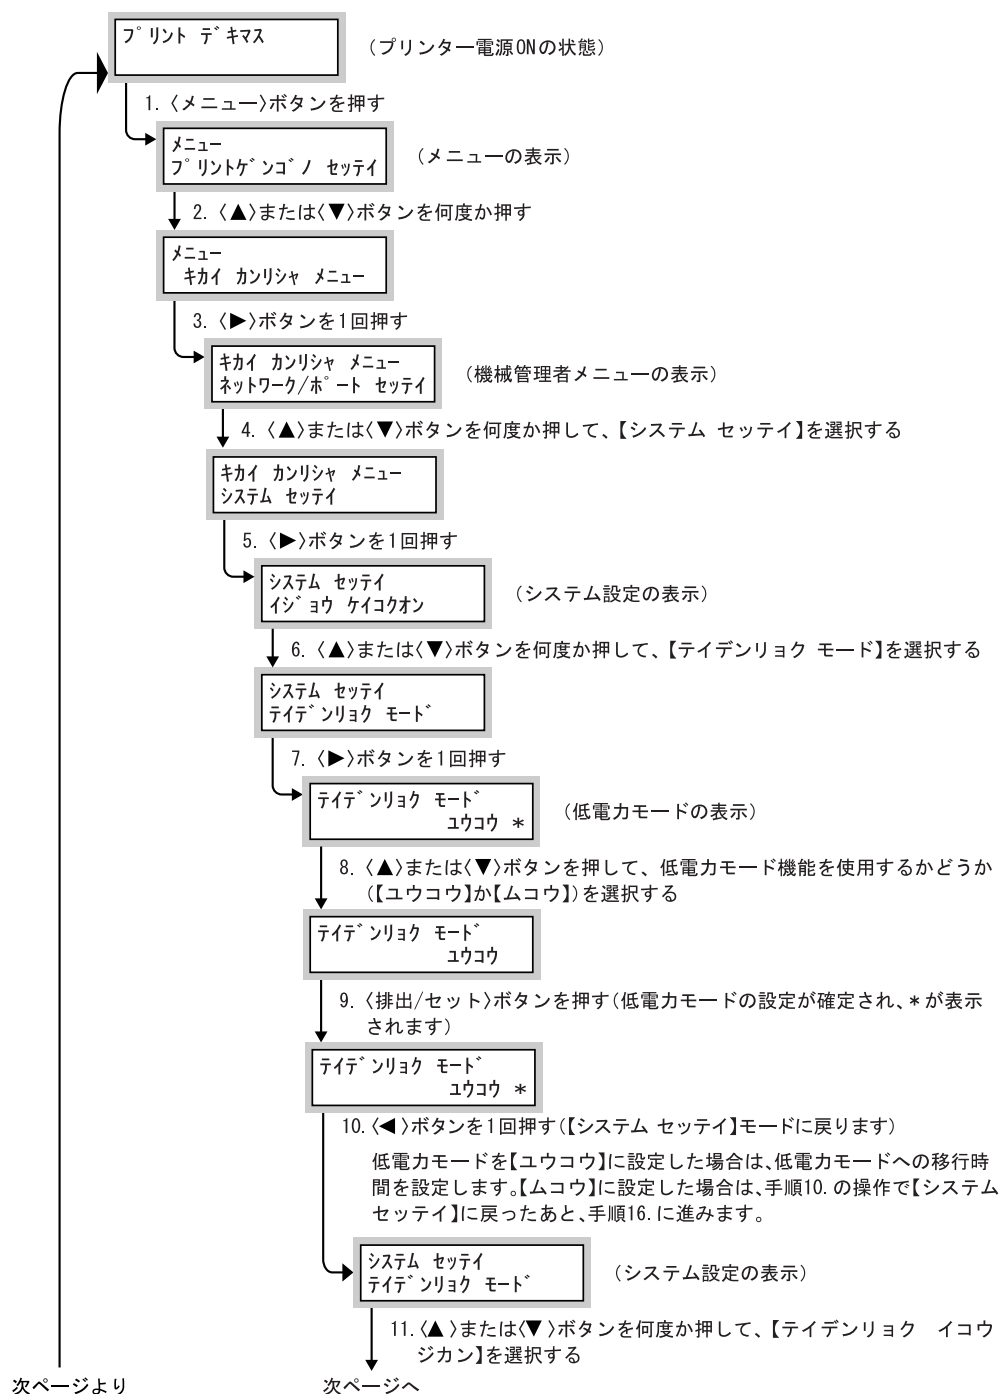 プリント デキマス
（プリンター電源ONの状態）
1. 〈メニュー〉ボタンを押す
メニュー
プリントゲンゴノ セッテイ
（メニューの表示）
2. 〈▲〉または〈▼〉ボタンを何度か押す
メニュー
キカイ カンリシャ メニュー
3. 〈▶〉ボタンを1回押す
キカイ カンリシャ メニュー
ネットワーク/ポート セッテイ
（機械管理者メニューの表示）
4. 〈▲〉または〈▼〉ボタンを何度か押して、【システム セッテイ】を選択する
キカイ カンリシャ メニュー
システム セッテイ
5. 〈▶〉ボタンを1回押す
システム セッテイ
イジョウ ケイコクオン
（システム設定の表示）
6. 〈▲〉または〈▼〉ボタンを何度か押して、【テイデンリョク モード】を選択する
システム セッテイ
テイデンリョク モード
7. 〈▶〉ボタンを1回押す
テイデンリョク モード
ユウコウ *
（低電力モードの表示）
8. 〈▲〉または〈▼〉ボタンを押して、低電力モード機能を使用するかどうか
（【ユウコウ】か【ムコウ】）を選択する
テイデンリョク モード
ユウコウ
9. 〈排出/セット〉ボタンを押す（低電力モードの設定が確定され、*が表示
されます）
テイデンリョク モード
ユウコウ *
10.〈◀〉ボタンを1回押す（【システム セッテイ】モードに戻ります）
低電力モードを【ユウコウ】に設定した場合は、低電力モードへの移行時
間を設定します。【ムコウ】に設定した場合は、手順10. の操作で【システム
セッテイ】に戻ったあと、手順16. に進みます。
システム セッテイ
テイデンリョク モード
（システム設定の表示）
11.〈▲〉または〈▼〉ボタンを何度か押して、【テイデンリョク　イコウ
ジカン】を選択する
次ページより
次ページへ